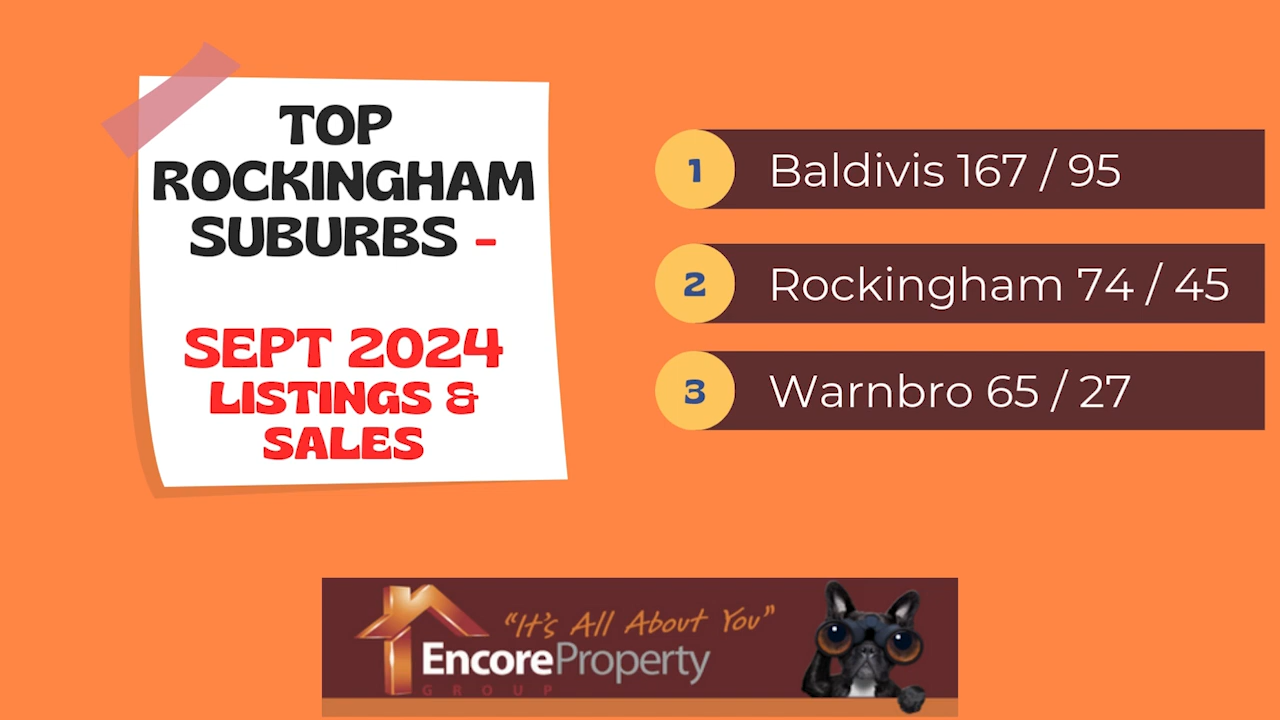 TOP
ROCKINGHAM
SUBURBS -
SEPT 2024
LISTINGS &
SALES
1
Baldivis 167 / 95
2
Rockingham 74 / 45
3
Warnbro 65 / 27
"It's All About You"
EncoreProperty
GROUP